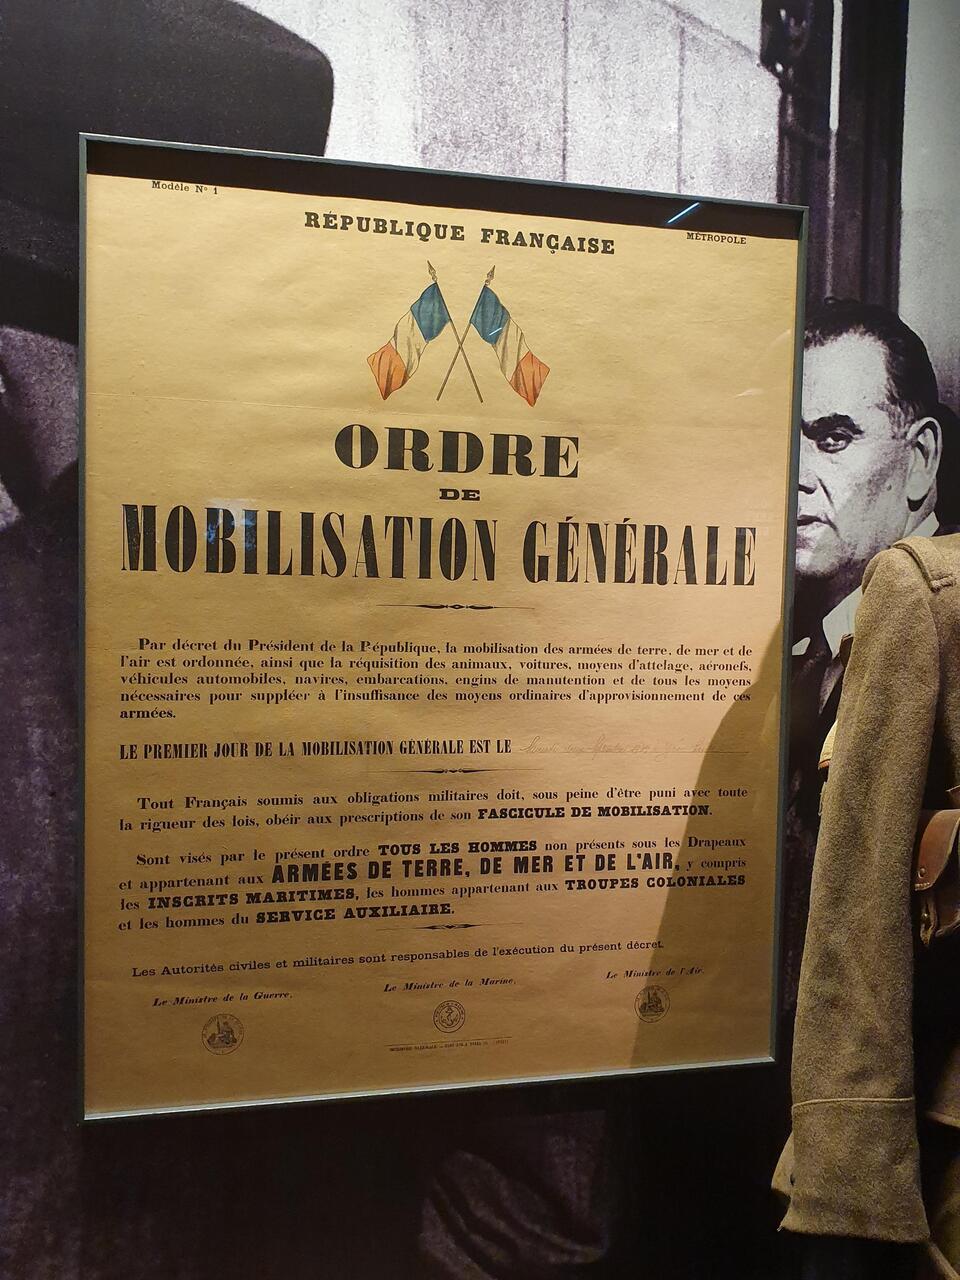 Modèle Nº 1
RÉPUBLIQUE FRANÇAISE
MÉTROPOLE
ORDRE
DE
MOBILISATION GÉNÉRALE
Par décret du Président de la République, la mobilisation des armées de terre, de mer et de
l'air est ordonnée, ainsi que la réquisition des animaux, voitures, moyens d'attelage, aéronefs,
véhicules automobiles, navires, embarcations, engins de manutention et de tous les moyens
nécessaires pour suppléer à l'insuffisance des moyens ordinaires d'approvisionnement de ces
armées.
LE PREMIER JOUR DE LA MOBILISATION GÉNÉRALE EST LE
Tout Français soumis aux obligations militaires doit, sous peine d'être puni avec toute
la rigueur des lois, obéir aux prescriptions de son FASCICULE DE MOBILISATION.
Sont visés par le présent ordre TOUS LES HOMMES non présents sous les Drapeaux
et appartenant aux ARMÉES DE TERRE, DE MER ET DE L'AIR, y compris
les INSCRITS MARITIMES, les hommes appartenant aux TROUPES COLONIALES
et les hommes du SERVICE AUXILIAIRE.
Les Autorités civiles et militaires sont responsables de l'exécution du présent décret.
Le Ministre de la Guerre,
Le Ministre de la Marine,
Le Ministre de l'Air,